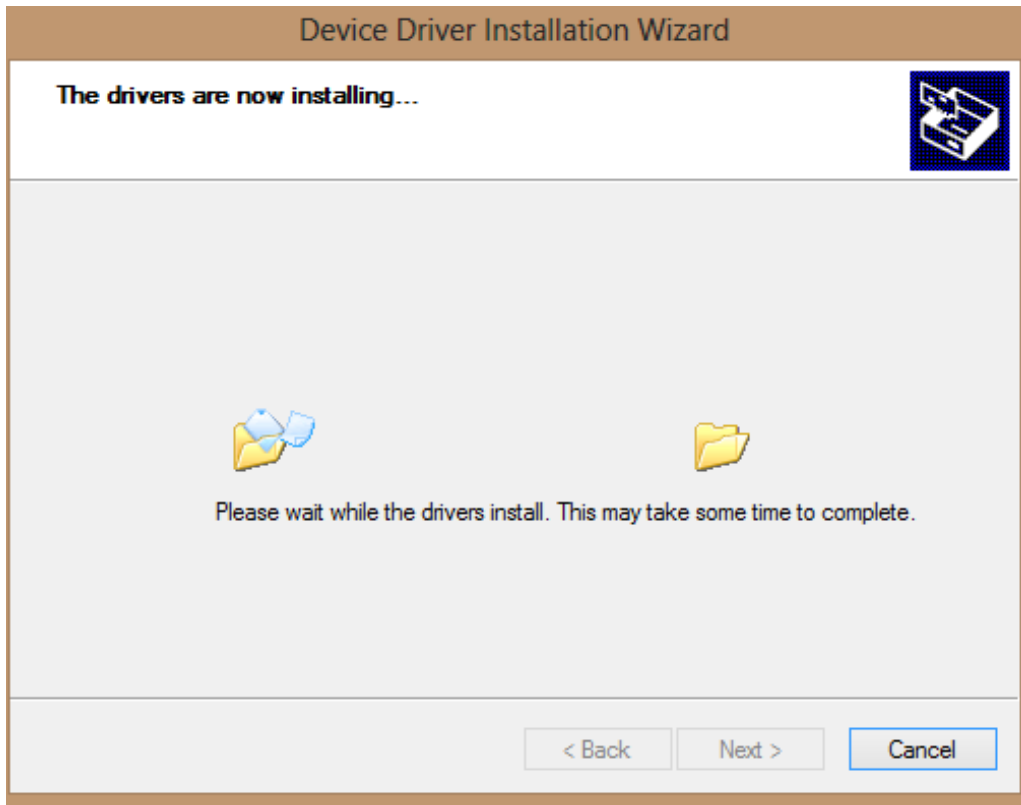 Device Driver Installation Wizard
The drivers are now installing...
Please wait while the drivers install. This may take some time to complete.
< Back
Next >
Cancel